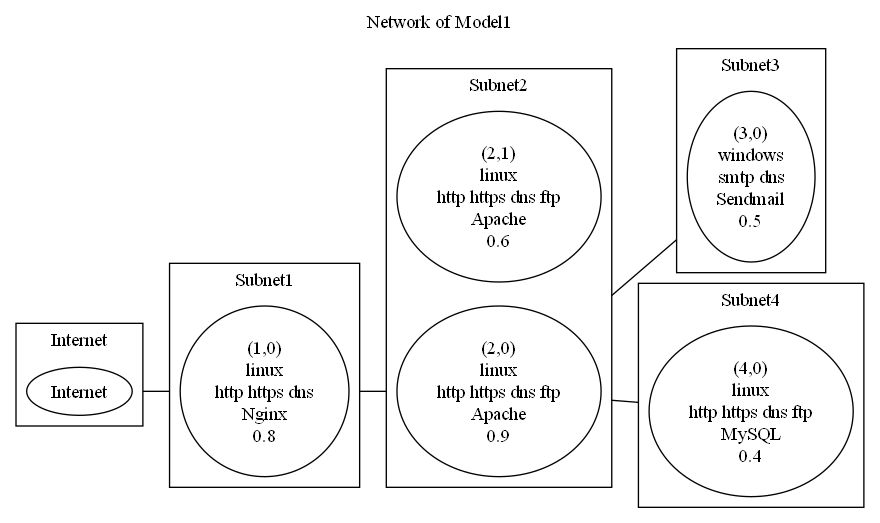 Network of Model1
Internet
Internet
Subnet1
(1,0)
linux
http https dns
Nginx
0.8
Subnet2
(2,1)
linux
http https dns ftp
Apache
0.6
(2,0)
linux
http https dns ftp
Apache
0.9
Subnet3
(3,0)
windows
smtp dns
Sendmail
0.5
Subnet4
(4,0)
linux
http https dns ftp
MySQL
0.4